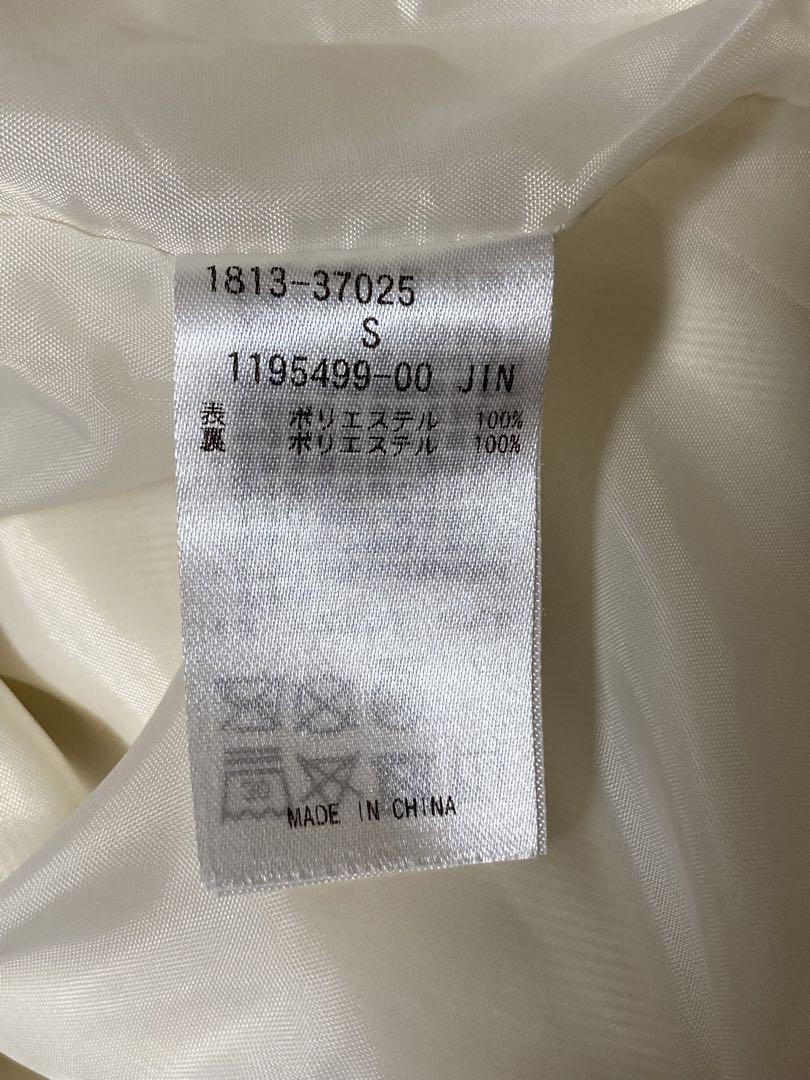 1813-37025
S
1195499-00 JIN
表 ポリエステル 100%
裏 ポリエステル 100%
MADE IN CHINA